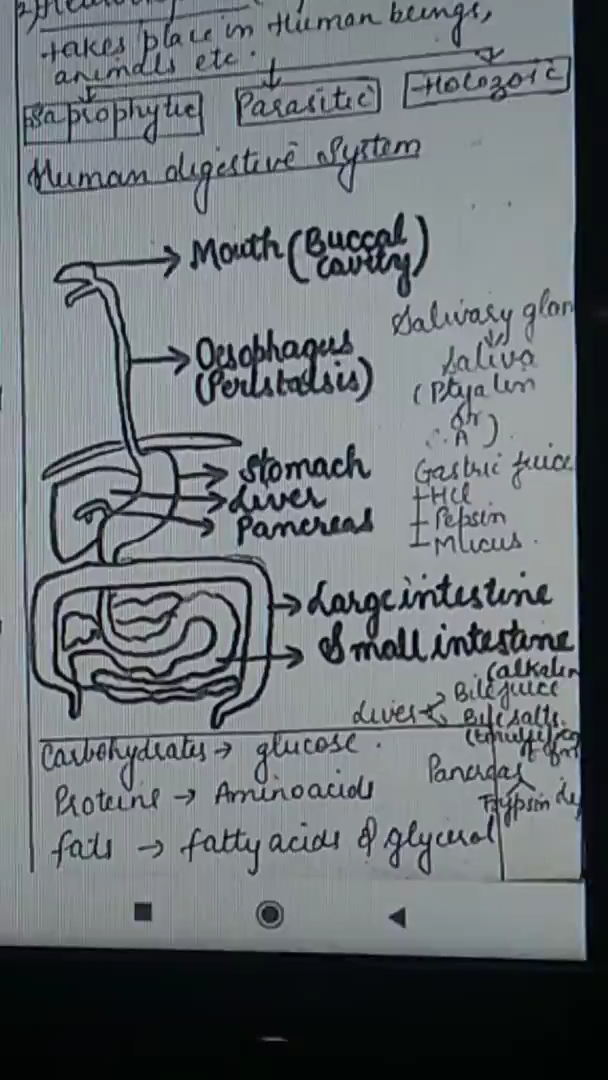 takes place in Human beings,
animals etc.
Saprophytic Parasitic Holozoic
Human digestive System
Mouth (Buccal cavity)
Salivary glan
Saliva
(Ptyalin
or
A).
Oesophagus
(Peristalsis)
Gastric juice
HCl
Pepsin
Mucus.
Stomach
Liver
Pancreas
Large intestine
Small intestine
(alkalin
Liver Bile juice
Bile salts.
Carbohydrates → glucose.
Pancreas
Trypsin
Proteins → Aminoacids
fats → fatty acids & glycerol